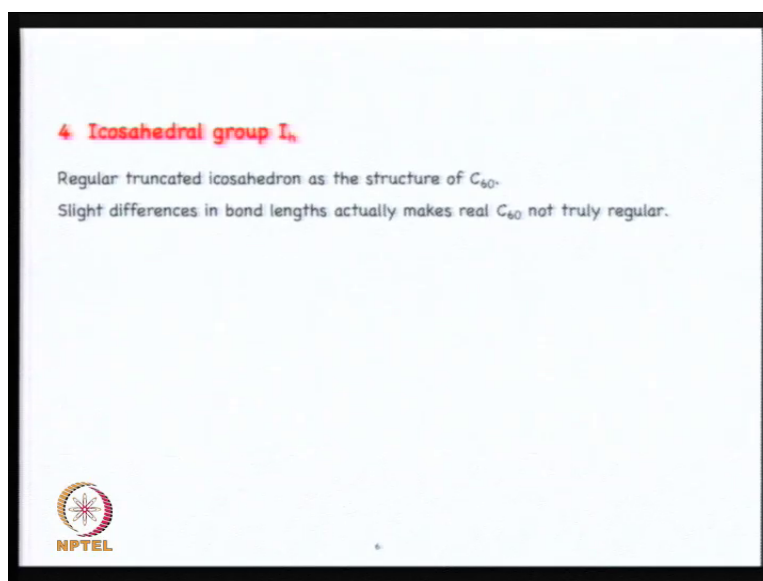 4 Icosahedral group Iₕ
Regular truncated icosahedron as the structure of C₆₀.
Slight differences in bond lengths actually makes real C₆₀ not truly regular.
NPTEL